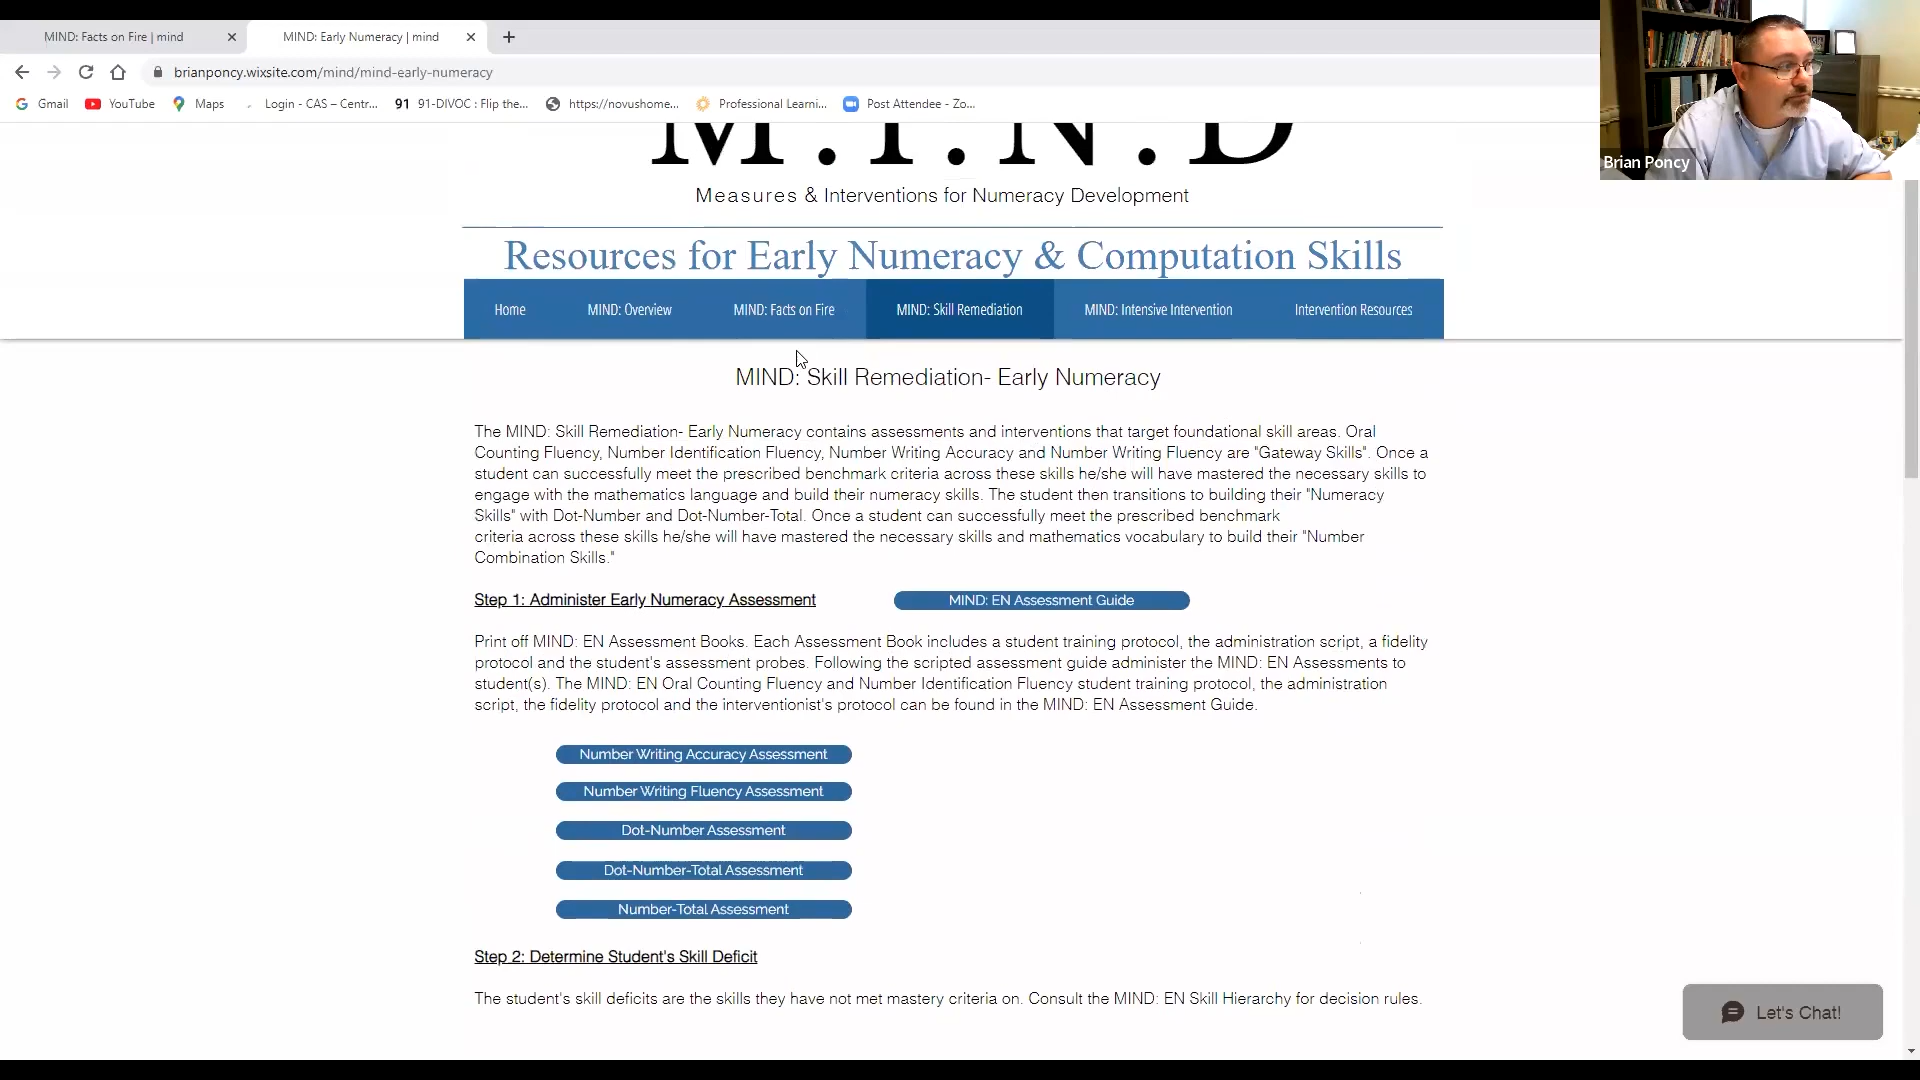 MIND: Facts on Fire | mind
MIND: Early Numeracy | mind
brianponcy.wixsite.com/mind/mind-early-numeracy
Gmail
YouTube
Maps
Login - CAS – Centr...
91 91-DIVOC : Flip the...
https://novushome...
Professional Learni...
Post Attendee - Zo...
Brian Poncy
M.I.N.D
Measures & Interventions for Numeracy Development
Resources for Early Numeracy & Computation Skills
Home
MIND: Overview
MIND: Facts on Fire
MIND: Skill Remediation
MIND: Intensive Intervention
Intervention Resources
MIND: Skill Remediation- Early Numeracy
The MIND: Skill Remediation- Early Numeracy contains assessments and interventions that target foundational skill areas. Oral
Counting Fluency, Number Identification Fluency, Number Writing Accuracy and Number Writing Fluency are "Gateway Skills". Once a
student can successfully meet the prescribed benchmark criteria across these skills he/she will have mastered the necessary skills to
engage with the mathematics language and build their numeracy skills. The student then transitions to building their "Numeracy
Skills" with Dot-Number and Dot-Number-Total. Once a student can successfully meet the prescribed benchmark
criteria across these skills he/she will have mastered the necessary skills and mathematics vocabulary to build their "Number
Combination Skills."
Step 1: Administer Early Numeracy Assessment
MIND: EN Assessment Guide
Print off MIND: EN Assessment Books. Each Assessment Book includes a student training protocol, the administration script, a fidelity
protocol and the student's assessment probes. Following the scripted assessment guide administer the MIND: EN Assessments to
student(s). The MIND: EN Oral Counting Fluency and Number Identification Fluency student training protocol, the administration
script, the fidelity protocol and the interventionist's protocol can be found in the MIND: EN Assessment Guide.
Number Writing Accuracy Assessment
Number Writing Fluency Assessment
Dot-Number Assessment
Dot-Number-Total Assessment
Number-Total Assessment
Step 2: Determine Student's Skill Deficit
The student's skill deficits are the skills they have not met mastery criteria on. Consult the MIND: EN Skill Hierarchy for decision rules.
Let's Chat!